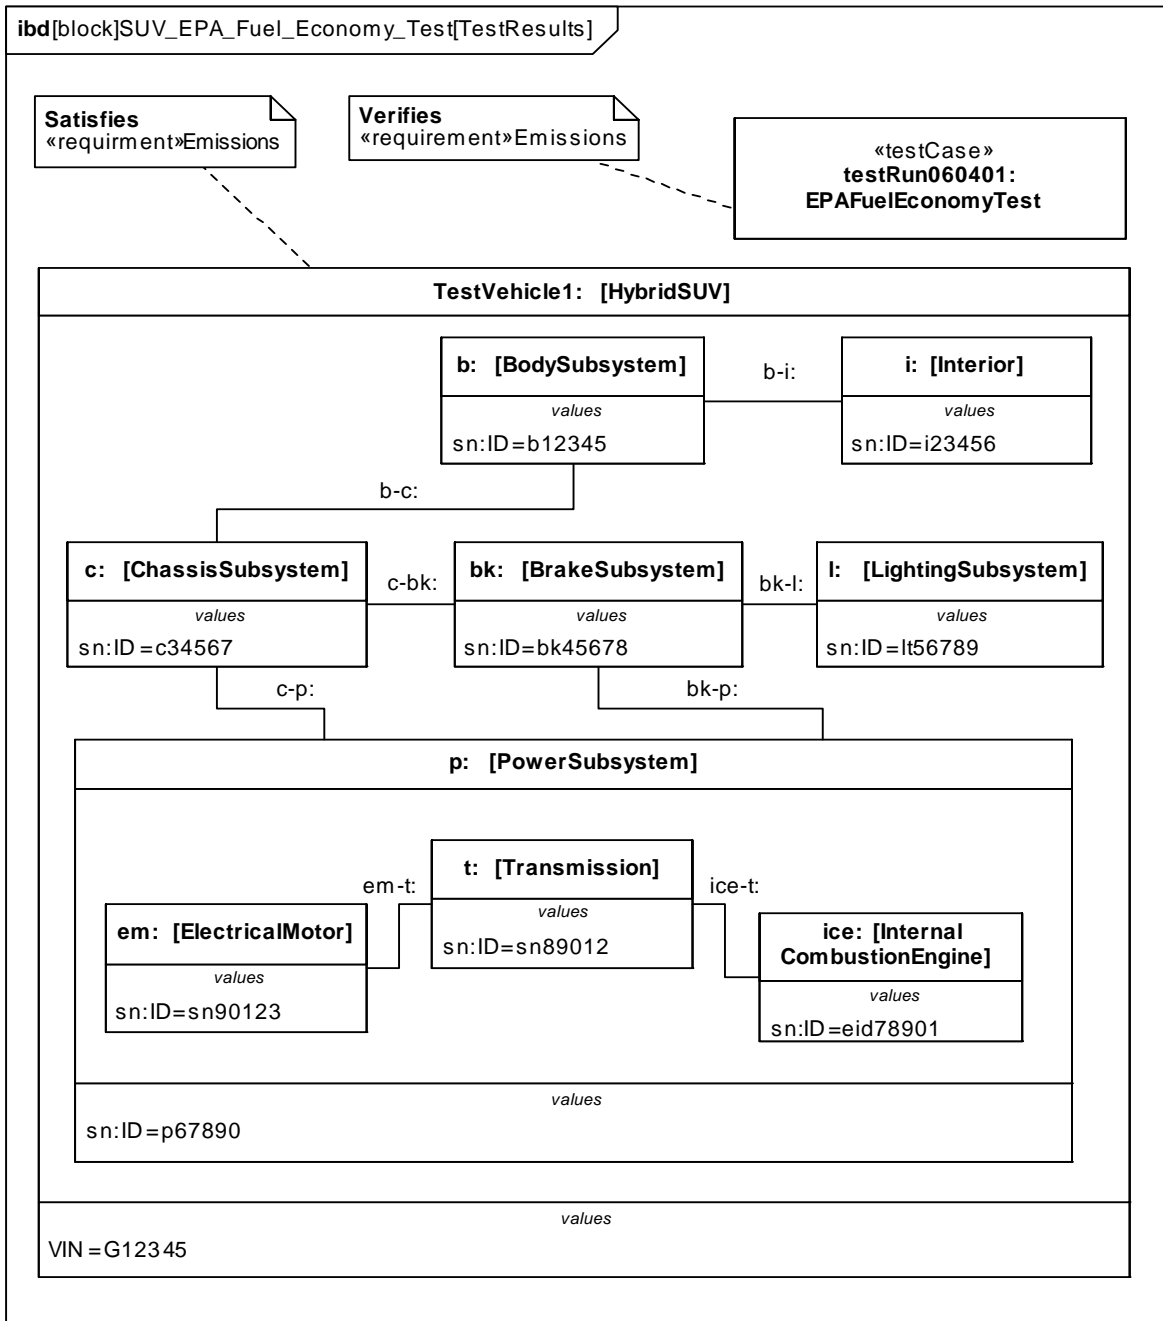 ibd[block]SUV_EPA_Fuel_Economy_Test[TestResults]
Satisfies
«requirment»Emissions
Verifies
«requirement»Emissions
«testCase»
testRun060401:
EPAFuelEconomyTest
TestVehicle1: [HybridSUV]
b: [BodySubsystem]
values
sn:ID=b12345
b-i:
i: [Interior]
values
sn:ID=i23456
b-c:
c: [ChassisSubsystem]
values
sn:ID=c34567
c-bk:
bk: [BrakeSubsystem]
values
sn:ID=bk45678
bk-l:
l: [LightingSubsystem]
values
sn:ID=lt56789
c-p:
bk-p:
p: [PowerSubsystem]
em-t:
t: [Transmission]
values
sn:ID=sn89012
ice-t:
em: [ElectricalMotor]
values
sn:ID=sn90123
ice: [Internal
CombustionEngine]
values
sn:ID=eid78901
values
sn:ID=p67890
values
VIN=G12345